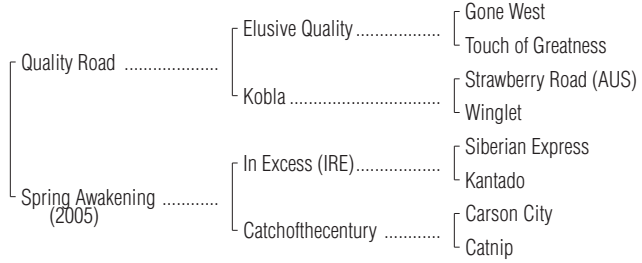 Gone West
Elusive Quality ..................
Touch of Greatness
Quality Road ....................
Strawberry Road (AUS)
Kobla ................................
Winglet
Siberian Express
In Excess (IRE)..................
Kantado
Spring Awakening ............
(2005)
Carson City
Catchofthecentury ............
Catnip